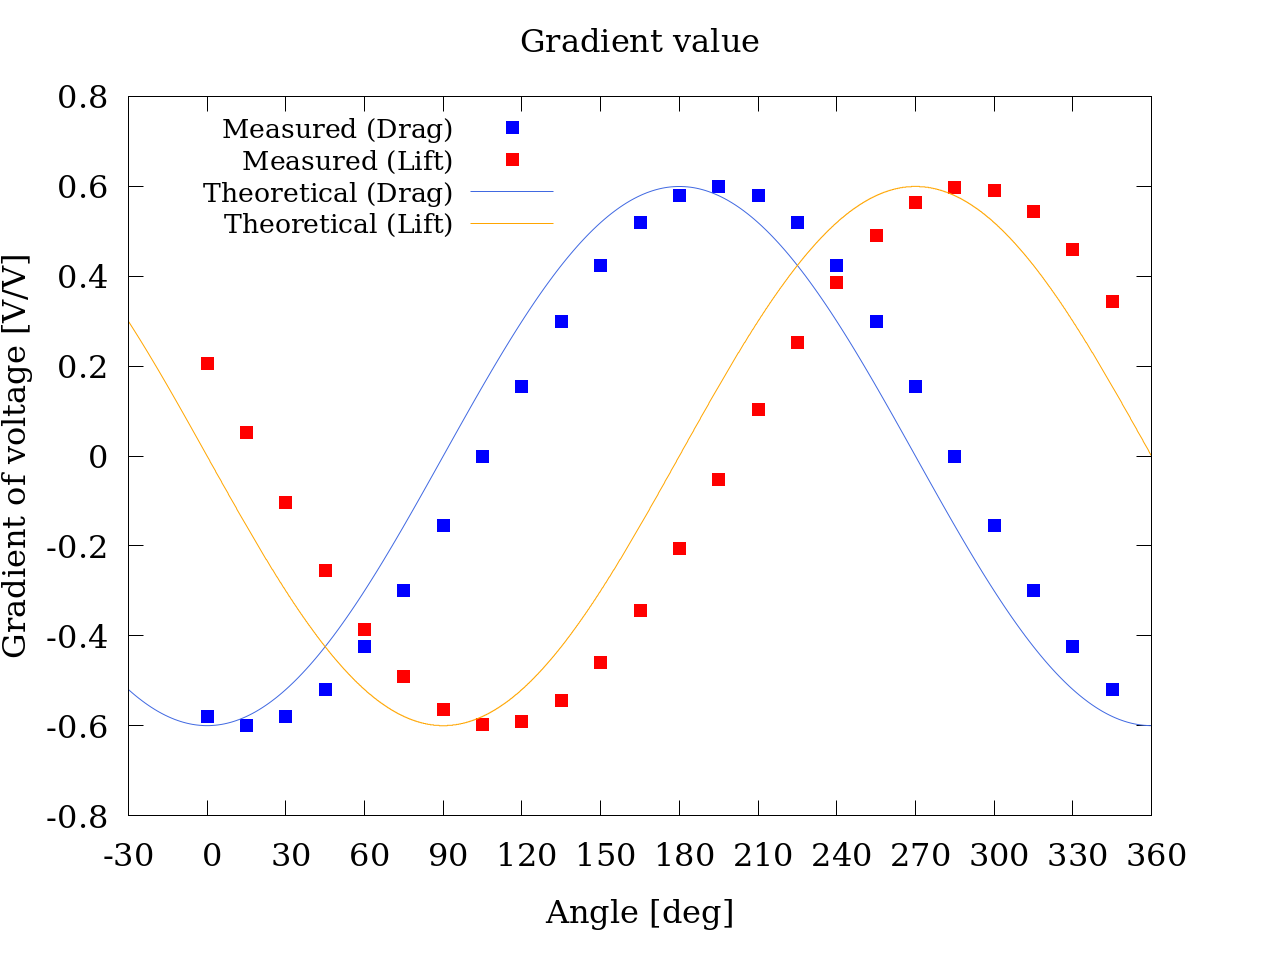 Gradient value
0.8
0.6
0.4
0.2
0
-0.2
-0.4
-0.6
-0.8
Gradient of voltage [V/V]
Measured (Drag)
Measured (Lift)
Theoretical (Drag)
Theoretical (Lift)
-30 0 30 60 90 120 150 180 210 240 270 300 330 360
Angle [deg]